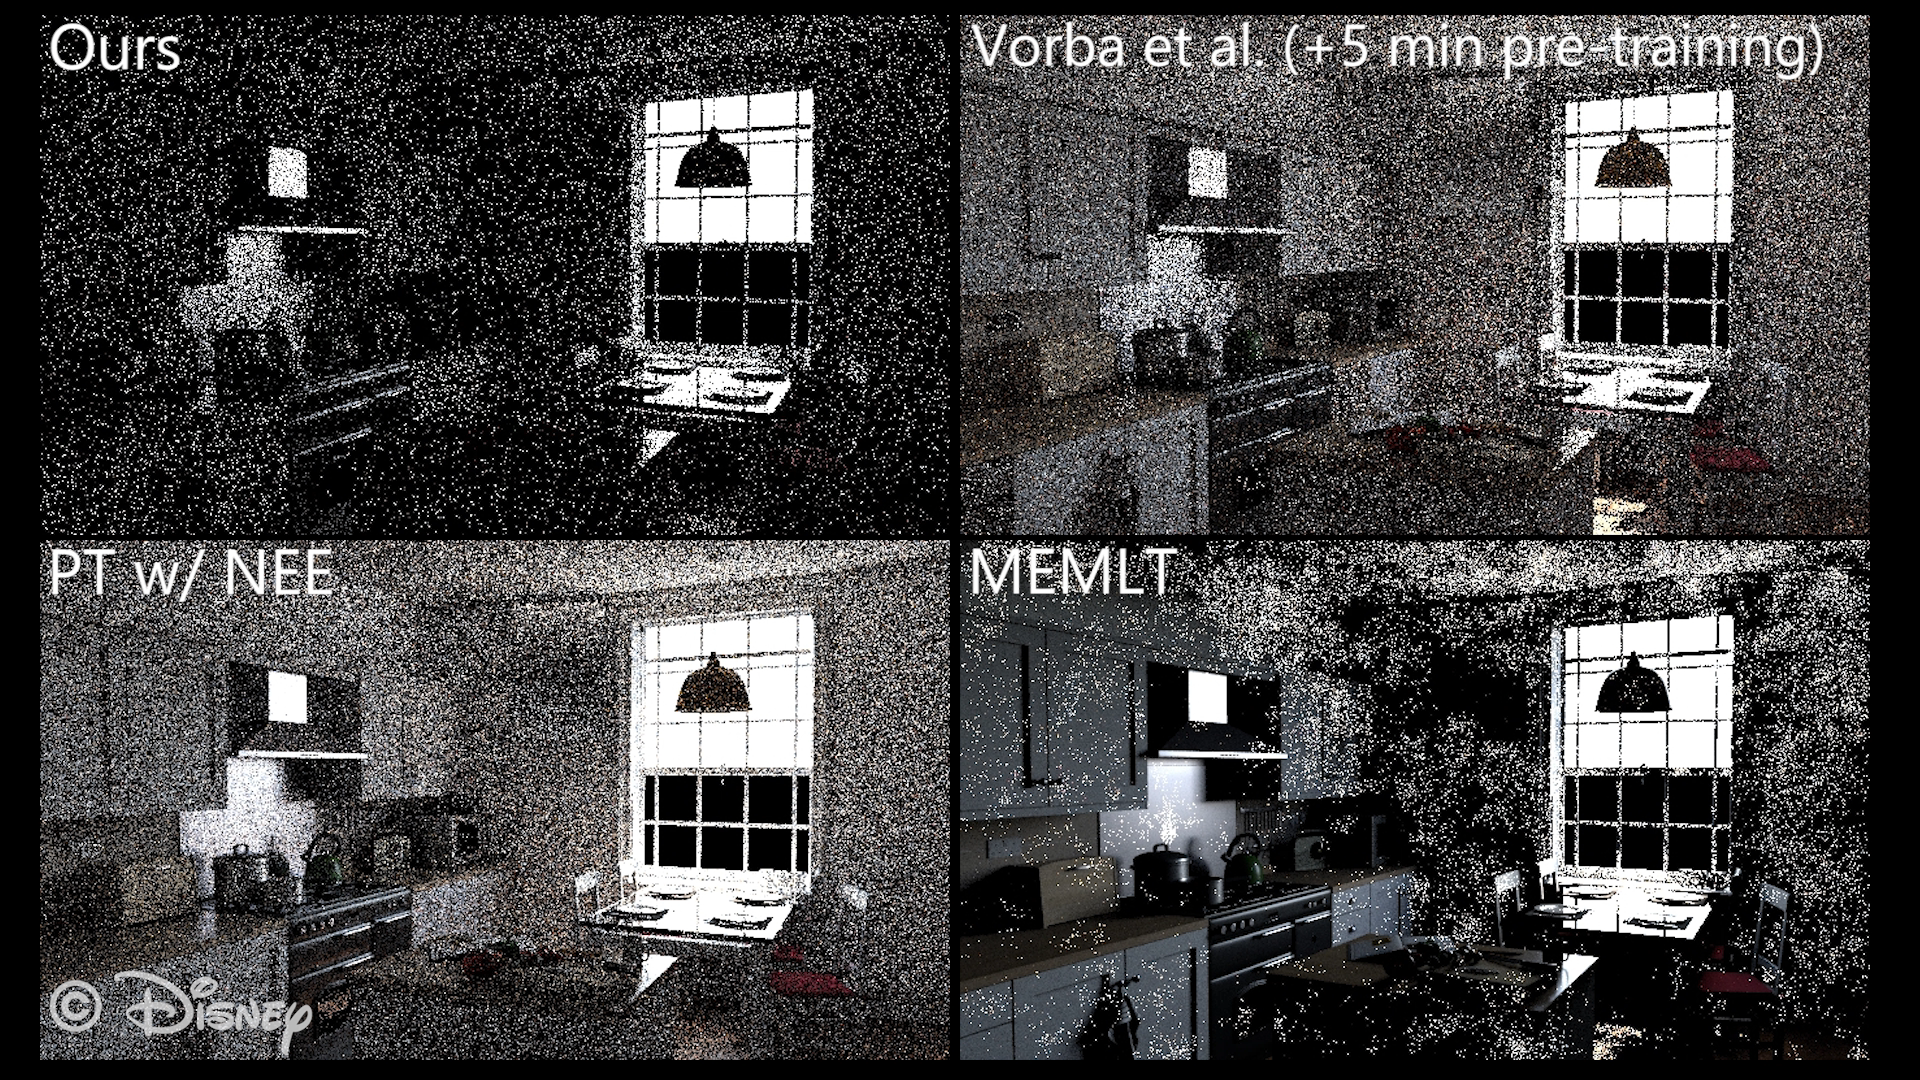 Ours
Vorba et al. (+5 min pre-training)
PT w/ NEE
MEMLT
© Disney